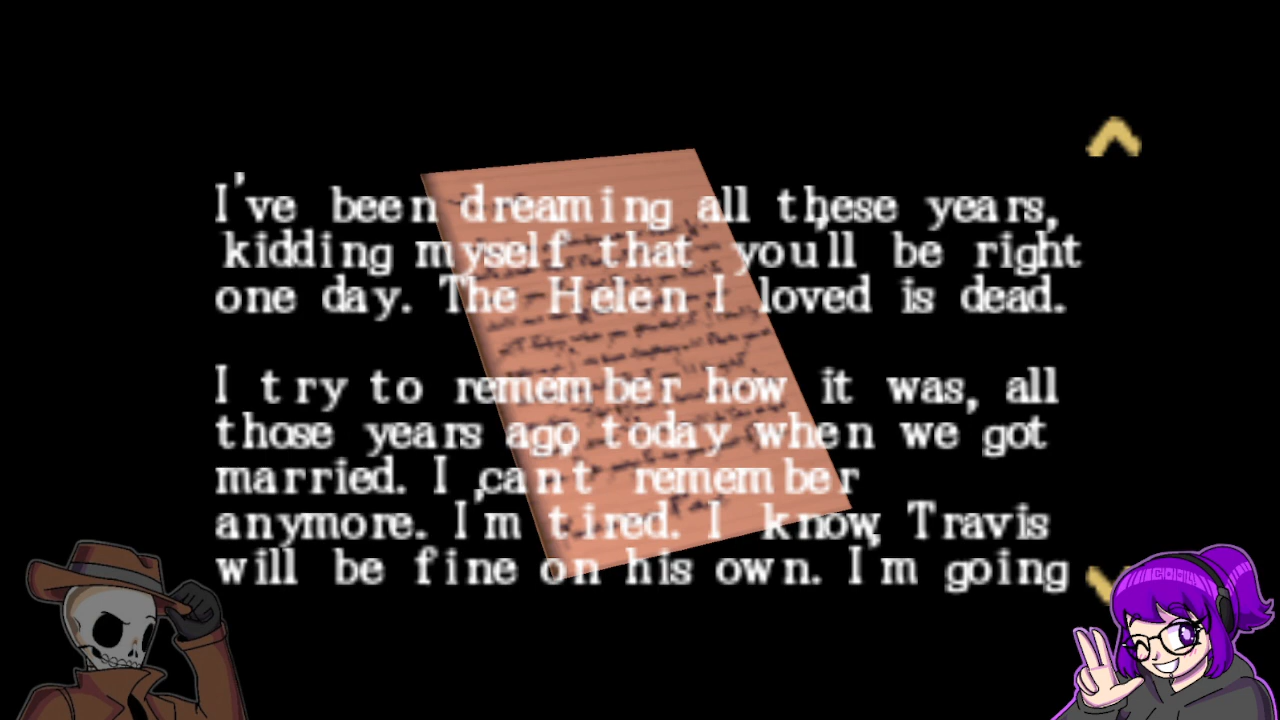 I've been dreaming all these years,
kidding myself that you'll be right
one day. The Helen I loved is dead.
I try to remember how it was, all
those years ago, today when we got
married. I can't remember
anymore. I'm tired. I know, Travis
will be fine on his own. I'm going